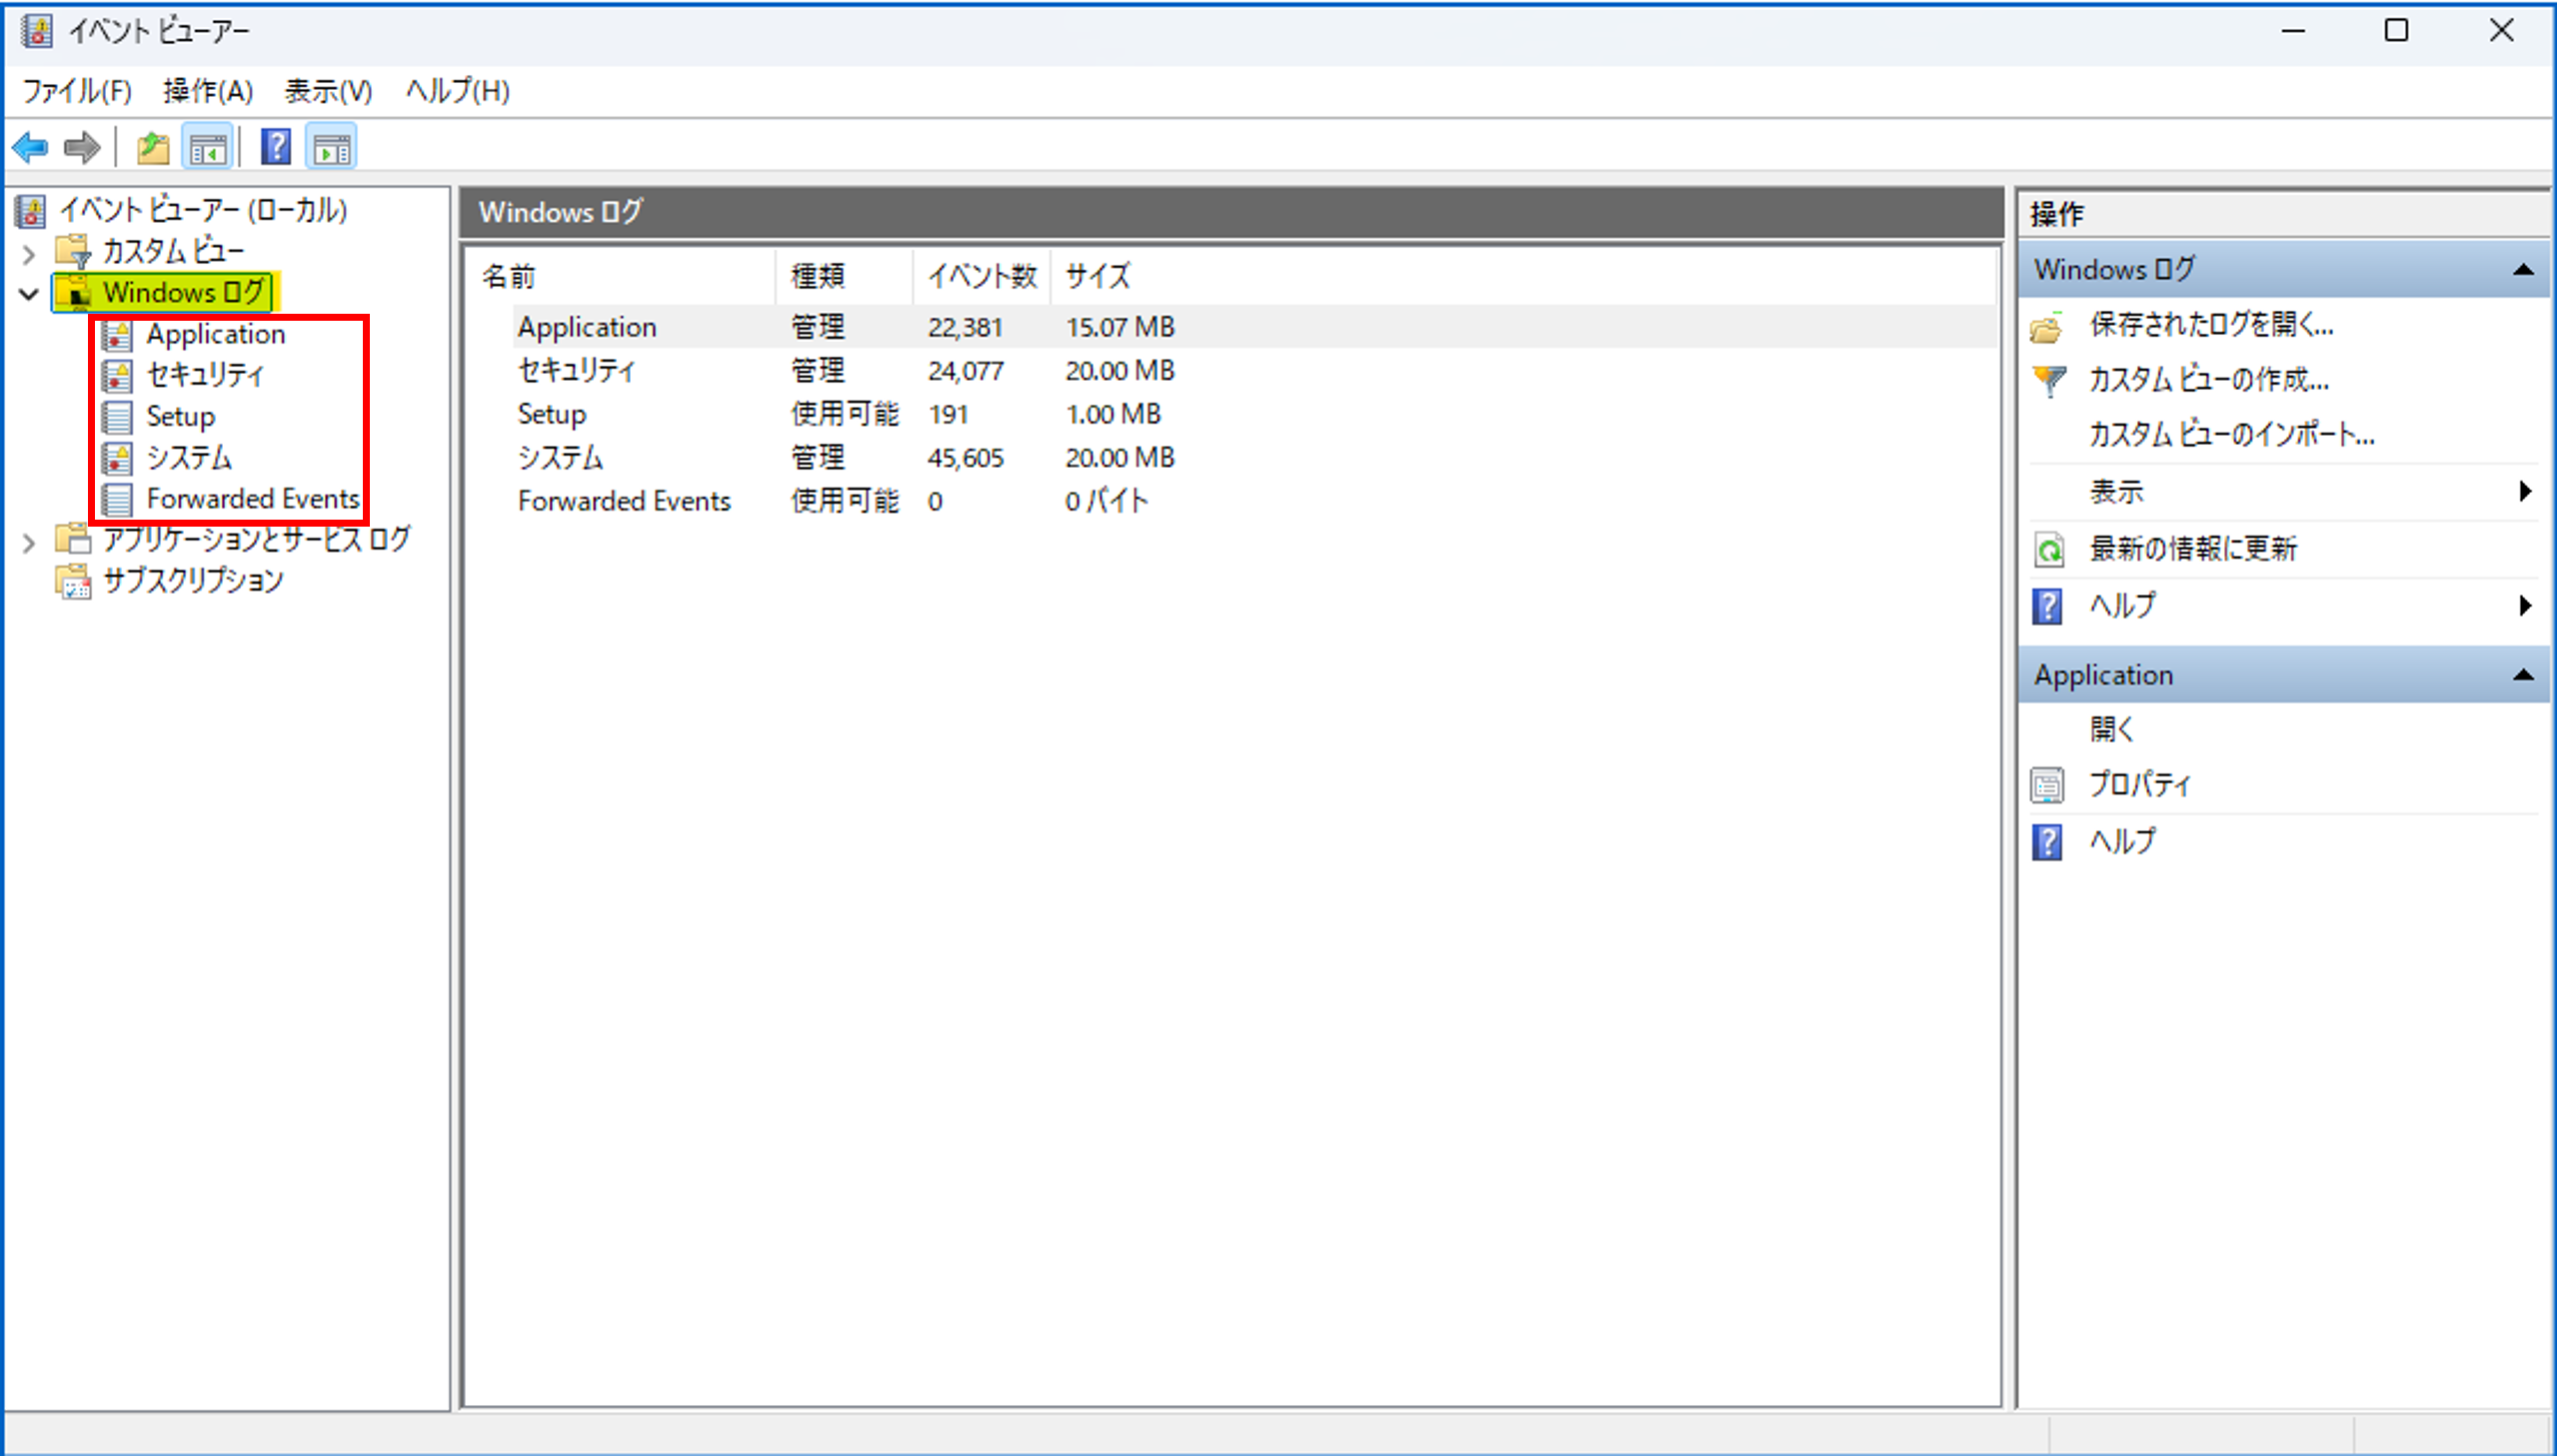 イベント ビューアー
ファイル(F) 操作(A) 表示(V) ヘルプ(H)
イベント ビューアー (ローカル)
カスタム ビュー
Windows ログ
Application
セキュリティ
Setup
システム
Forwarded Events
アプリケーションとサービス ログ
サブスクリプション
Windows ログ
名前 種類 イベント数 サイズ
Application 管理 22,381 15.07 MB
セキュリティ 管理 24,077 20.00 MB
Setup 使用可能 191 1.00 MB
システム 管理 45,605 20.00 MB
Forwarded Events 使用可能 0 0 バイト
操作
Windows ログ
保存されたログを開く...
カスタム ビューの作成...
カスタム ビューのインポート...
表示
最新の情報に更新
ヘルプ
Application
開く
プロパティ
ヘルプ